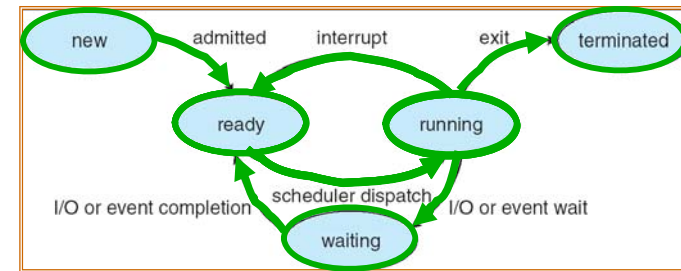 new admitted interrupt exit terminated
ready running
I/O or event completion scheduler dispatch I/O or event wait
waiting